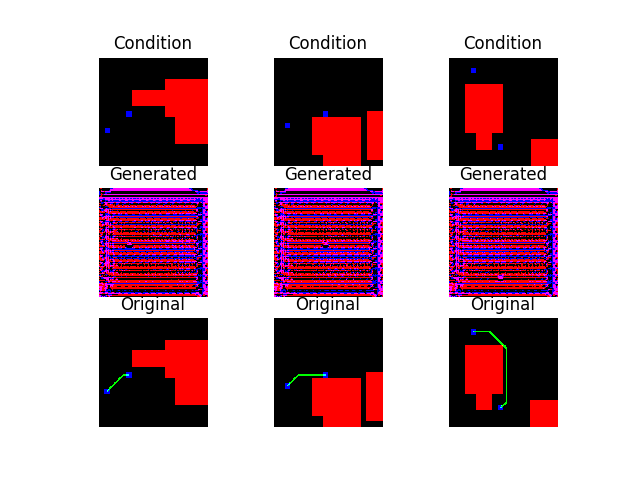 Condition Condition Condition
Generated Generated Generated
Original Original Original